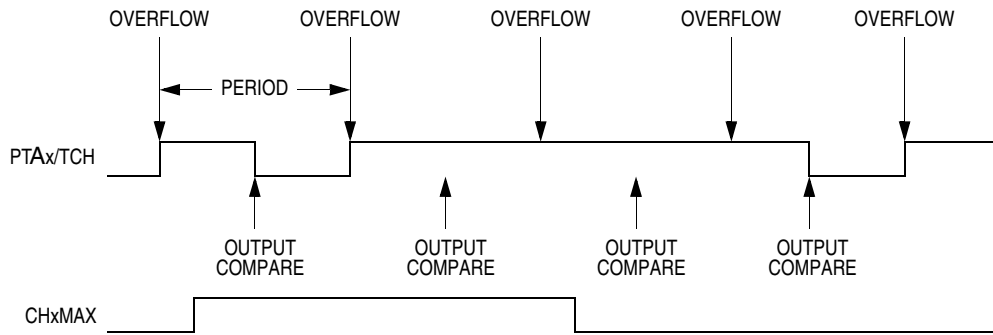 OVERFLOW OVERFLOW OVERFLOW OVERFLOW OVERFLOW
PERIOD
PTAx/TCH
OUTPUT COMPARE
OUTPUT COMPARE
OUTPUT COMPARE
OUTPUT COMPARE
CHxMAX